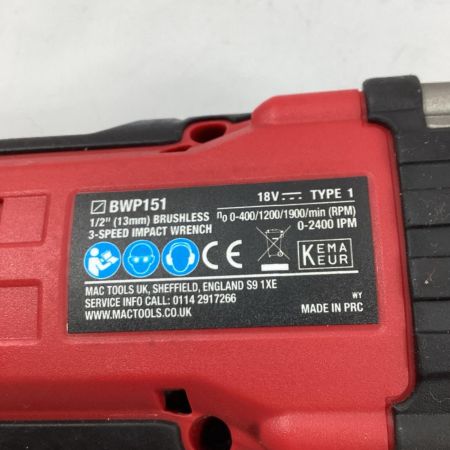 BWP151
1/2" (13mm) BRUSHLESS
3-SPEED IMPACT WRENCH
18V TYPE 1
n₀ 0-400/1200/1900/min (RPM)
0-2400 IPM
CE
KEMA
KEUR
MAC TOOLS UK, SHEFFIELD, ENGLAND S9 1XE
SERVICE INFO CALL: 0114 2917266
WWW.MACTOOLS.CO.UK
WY
MADE IN PRC